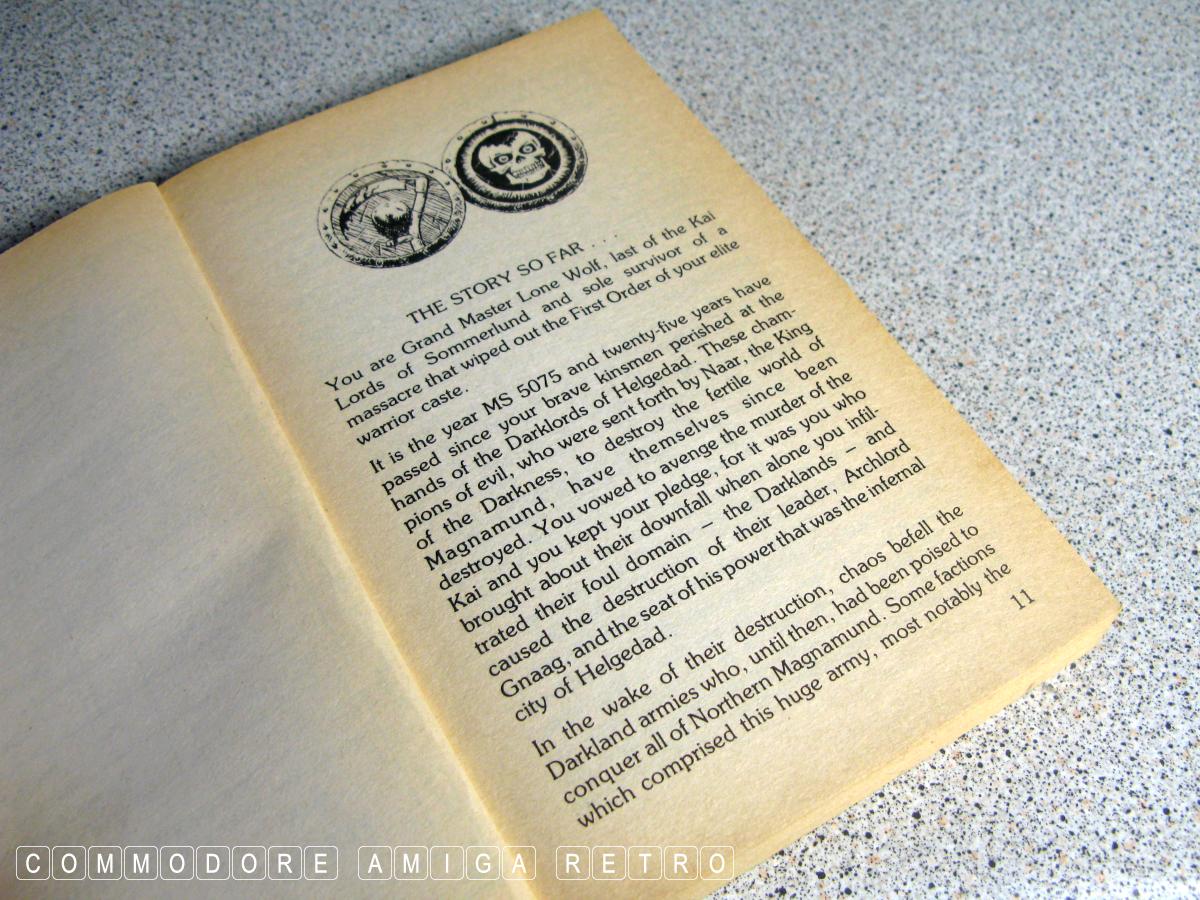 THE STORY SO FAR . . .
You are Grand Master Lone Wolf, last of the Kai
Lords of Sommerlund and sole survivor of a
massacre that wiped out the First Order of your elite
warrior caste.
It is the year MS 5075 and twenty-five years have
passed since your brave kinsmen perished at the
hands of the Darklords of Helgedad. These cham-
pions of evil, who were sent forth by Naar, the King
of the Darkness, to destroy the fertile world of
Magnamund, have themselves since been
destroyed. You vowed to avenge the murder of the
Kai and you kept your pledge, for it was you who
brought about their downfall when alone you infil-
trated their foul domain – the Darklands – and
caused the destruction of their leader, Archlord
Gnaag, and the seat of his power that was the infernal
city of Helgedad.
In the wake of their destruction, chaos befell the
Darkland armies who, until then, had been poised to
conquer all of Northern Magnamund. Some factions
which comprised this huge army, most notably the
11
COMMODORE AMIGA RETRO